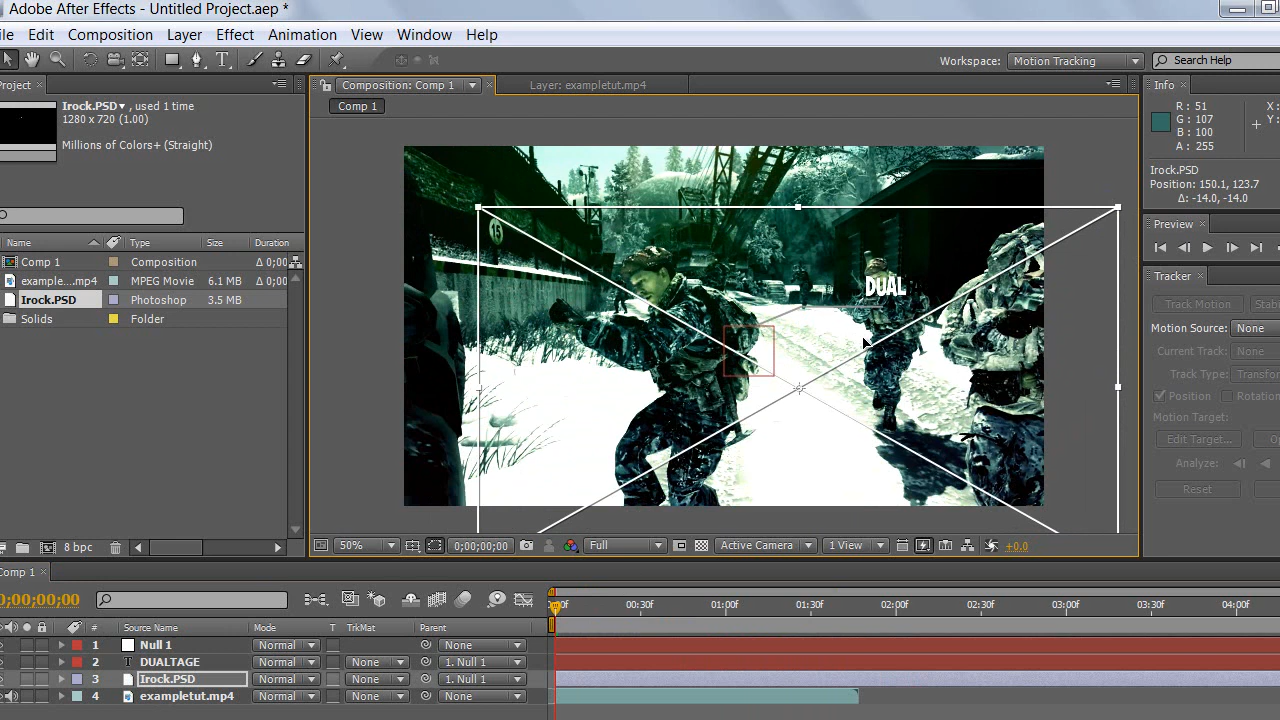 Adobe After Effects - Untitled Project.aep *
ile Edit Composition Layer Effect Animation View Window Help
Workspace: Motion Tracking Search Help
Project
Composition: Comp 1 Layer: exampletut.mp4
Comp 1
Irock.PSD , used 1 time
1280 x 720 (1.00)
Millions of Colors+ (Straight)
Name Type Size Duration
Comp 1 Composition Δ 0;00
example....mp4 MPEG Movie 6.1 MB Δ 0;00
Irock.PSD Photoshop 3.5 MB
Solids Folder
8 bpc
15
DUAL
50% 0;00;00;00 Full Active Camera 1 View +0.0
Info
R : 51 X :
G : 107 Y :
B : 100
A : 255
Irock.PSD
Position: 150.1, 123.7
Δ: -14.0, -14.0
Preview
Tracker
Track Motion Stabi
Motion Source: None
Current Track: None
Track Type: Transfor
Position Rotation
Motion Target:
Edit Target... Op
Analyze:
Reset
Comp 1
0;00;00;00
00f 00:30f 01:00f 01:30f 02:00f 02:30f 03:00f 03:30f 04:00f
# Source Name Mode T TrkMat Parent
1 Null 1 Normal None
2 T DUALTAGE Normal None 1. Null 1
3 Irock.PSD Normal None 1. Null 1
4 exampletut.mp4 Normal None None